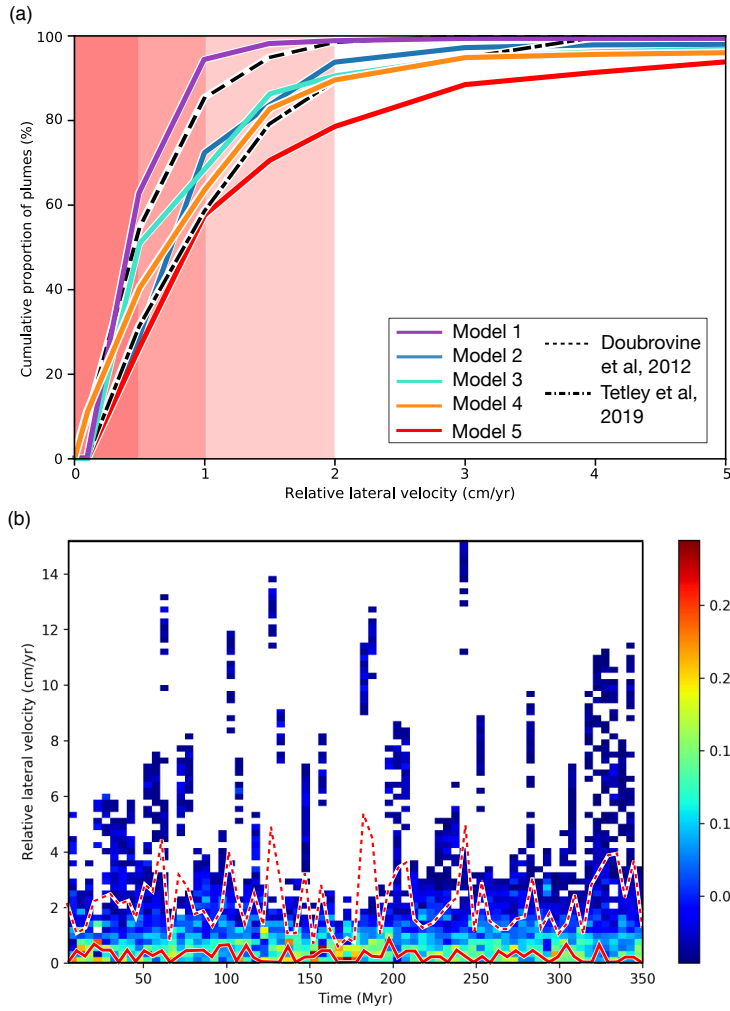 (a)
100
80
60
40
20
0
Cumulative proportion of plumes (%)
0 1 2 3 4 5
Relative lateral velocity (cm/yr)
Model 1
Model 2
Model 3
Model 4
Model 5
Doubrovine
et al, 2012
Tetley et al,
2019
(b)
14
12
10
8
6
4
2
0
Relative lateral velocity (cm/yr)
50 100 150 200 250 300 350
Time (Myr)
0.2
0.2
0.1
0.1
0.0